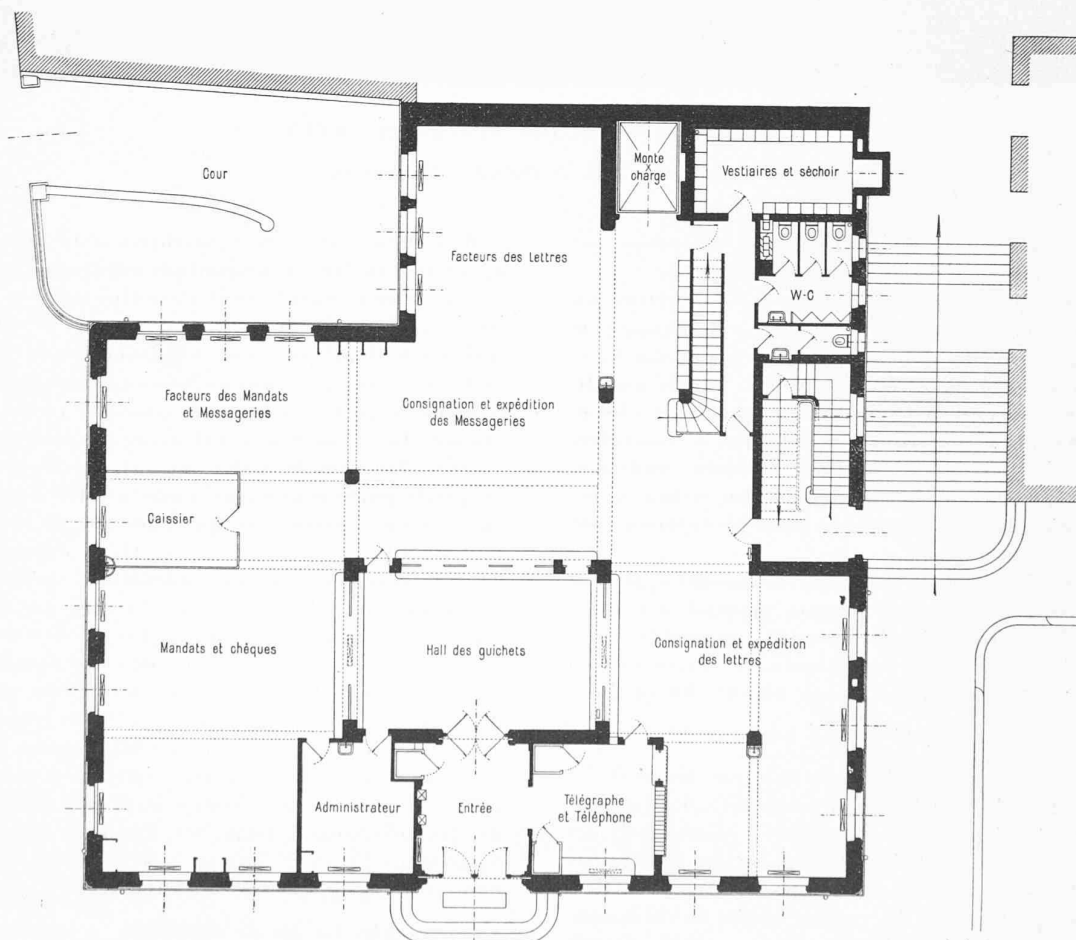 Cour
Monte
charge
Vestiaires et séchoir
Facteurs des Lettres
W-C
Facteurs des Mandats
et Messageries
Consignation et expédition
des Messageries
Caissier
Mandats et chèques
Hall des guichets
Consignation et expédition
des lettres
Administrateur
Entrée
Télégraphe
et Téléphone